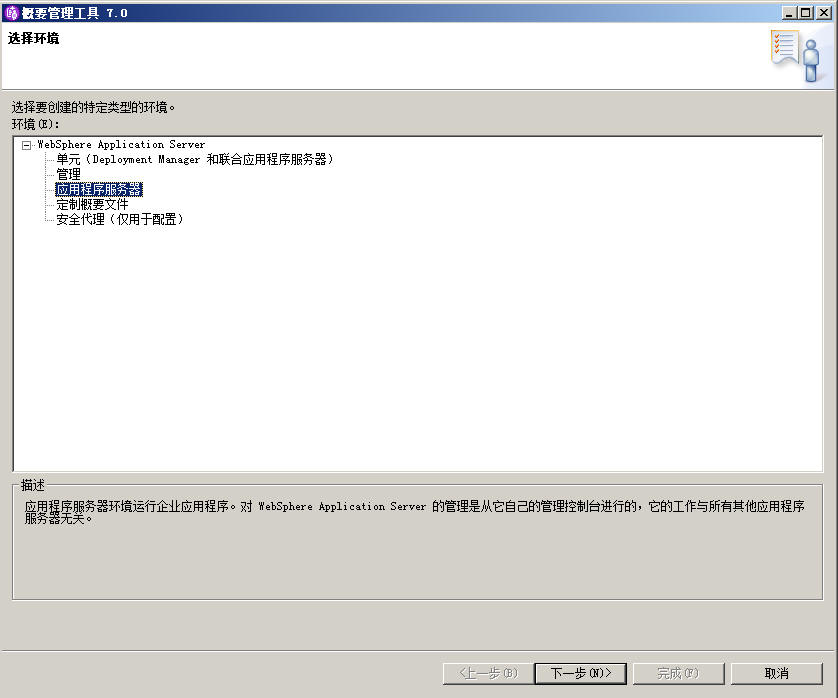 概要管理工具 7.0
选择环境
选择要创建的特定类型的环境。
环境(E):
WebSphere Application Server
单元（Deployment Manager 和联合应用程序服务器）
管理
应用程序服务器
定制概要文件
安全代理（仅用于配置）
描述
应用程序服务器环境运行企业应用程序。对 WebSphere Application Server 的管理是从它自己的管理控制台进行的，它的工作与所有其他应用程序
服务器无关。
<上一步(B) 下一步(N)> 完成(F) 取消